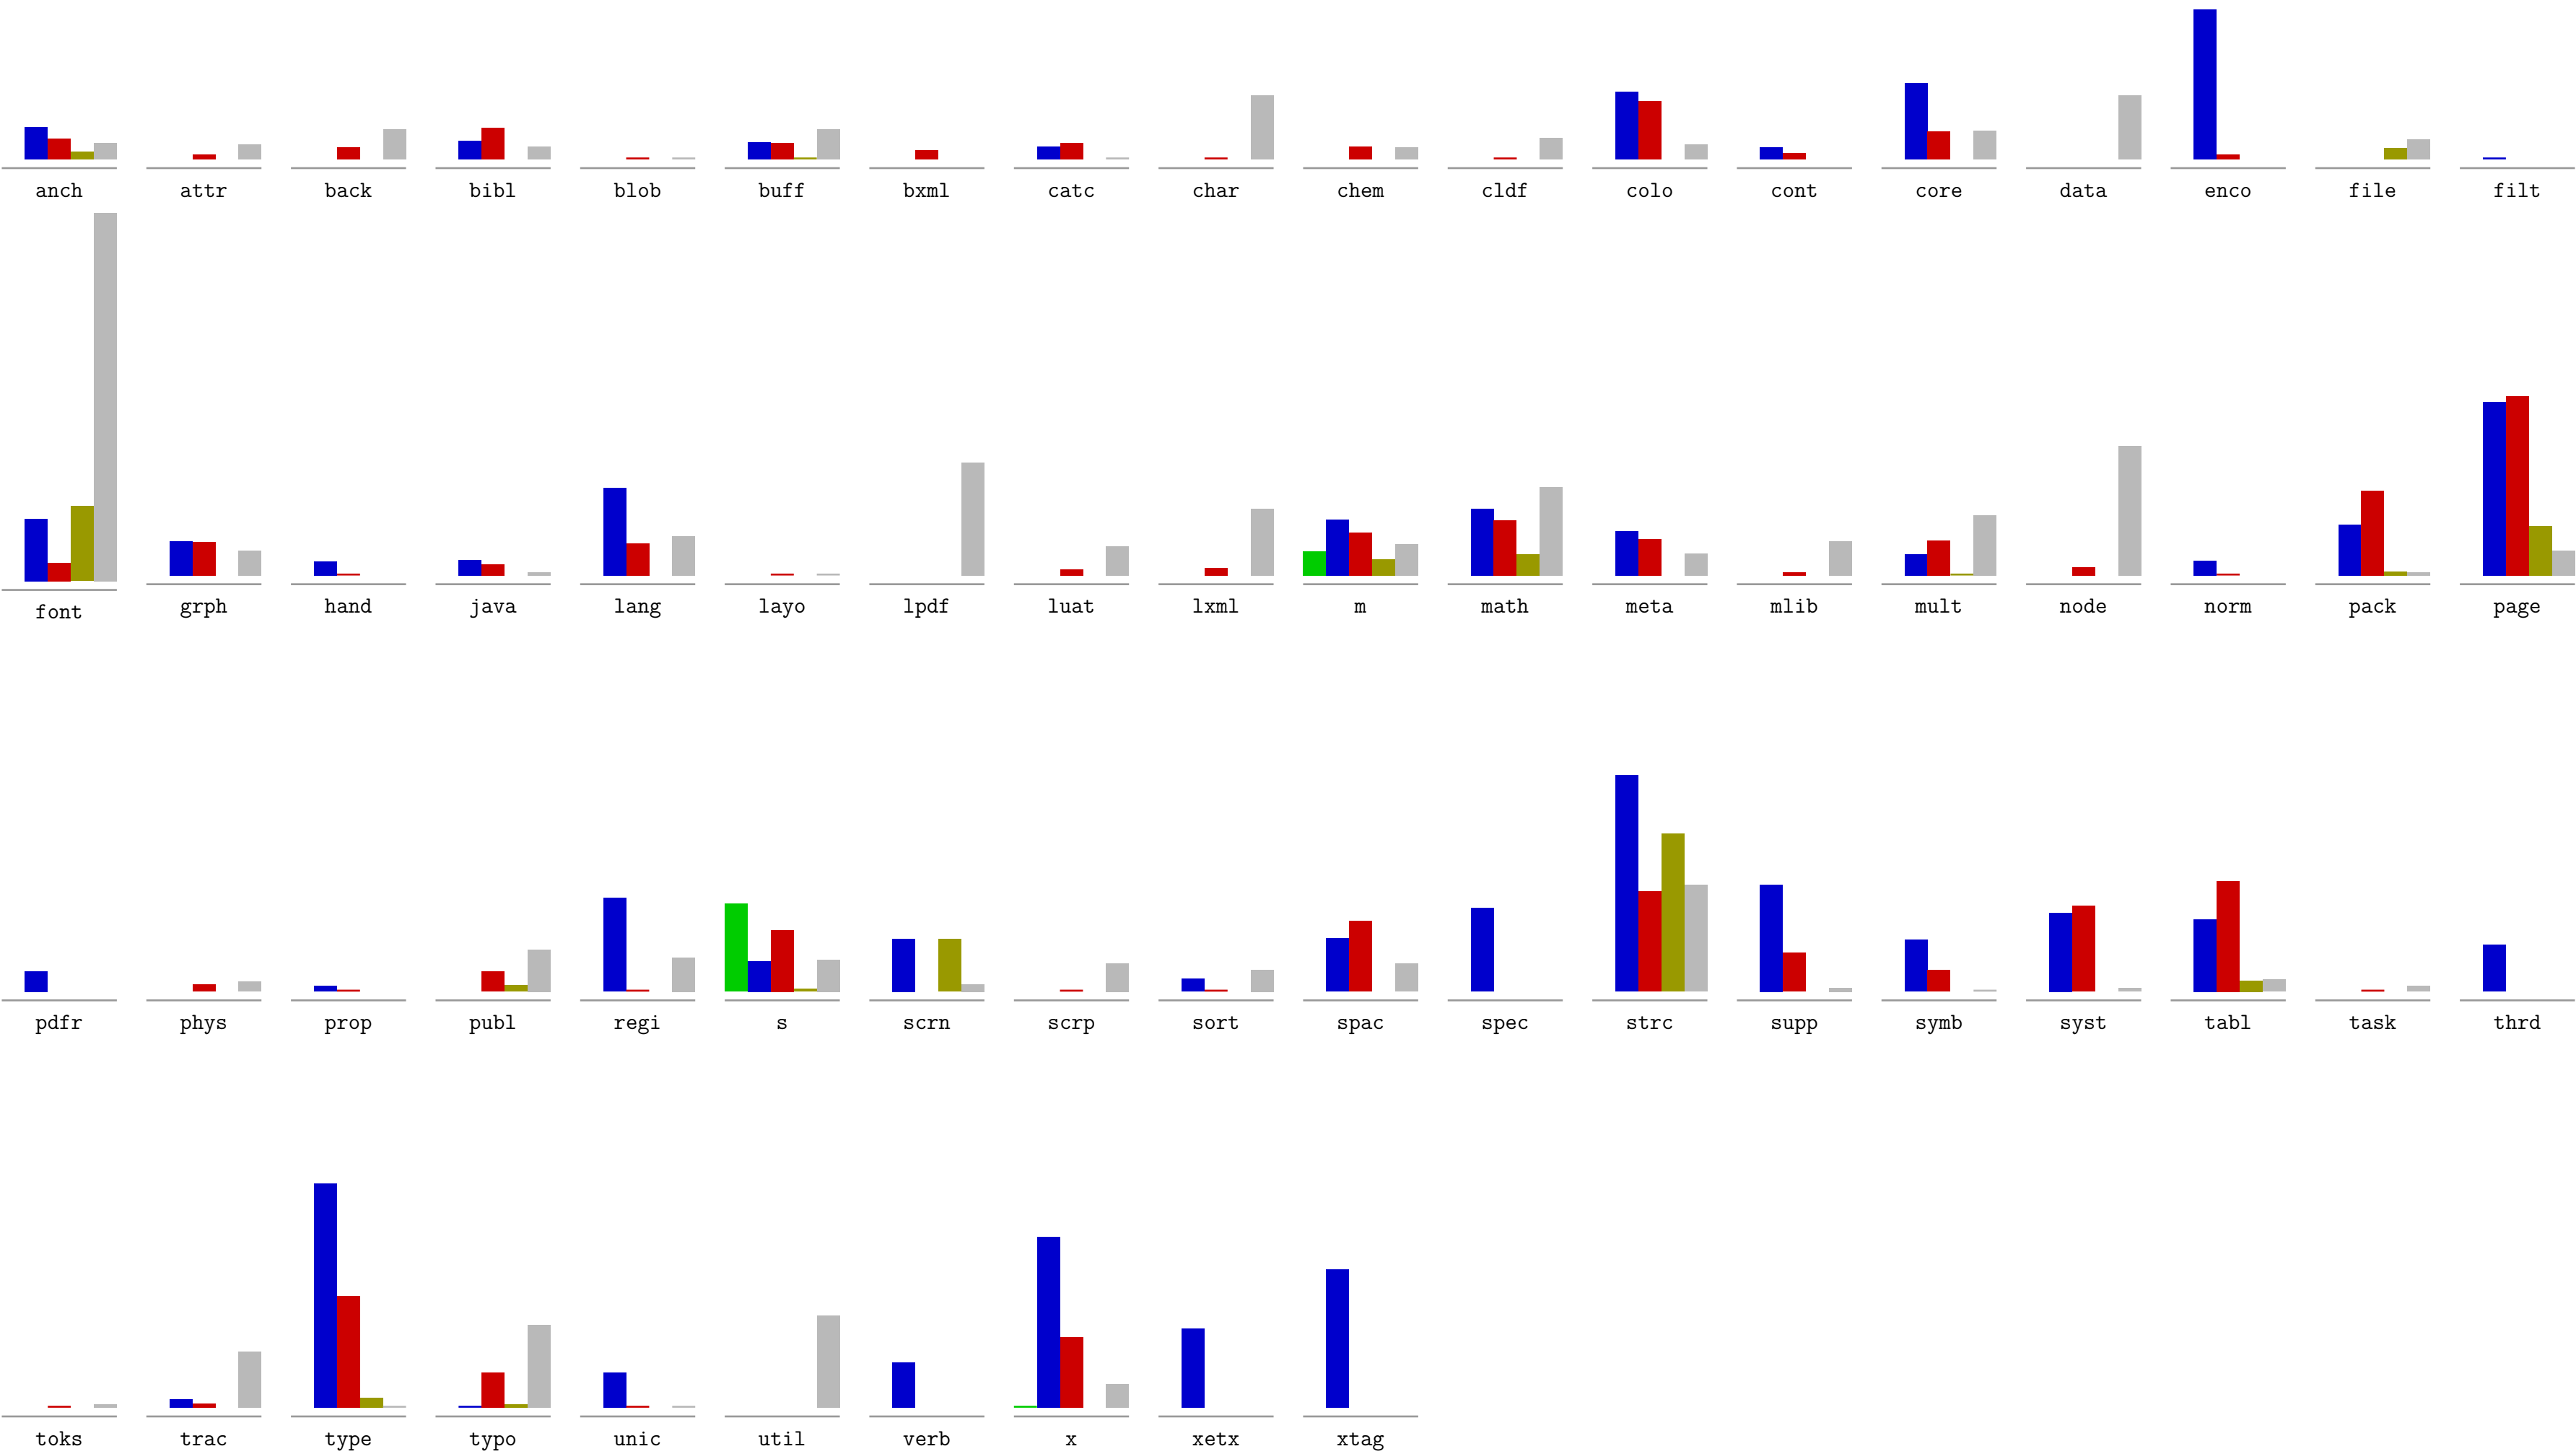 anch attr back bibl blob buff bxml catc char chem cldf colo cont core data enco file filt
font grph hand java lang layo lpdf luat lxml m math meta mlib mult node norm pack page
pdfr phys prop publ regi s scrn scrp sort spac spec strc supp symb syst tabl task thrd
toks trac type typo unic util verb x xetx xtag